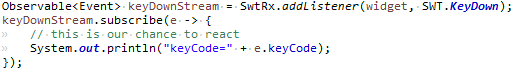 Observable<Event> keyDownStream = SwtRx.addListener(widget, SWT.KeyDown);
keyDownStream.subscribe(e -> {
» // this is our chance to react
» System.out.println("keyCode=" + e.keyCode);
});